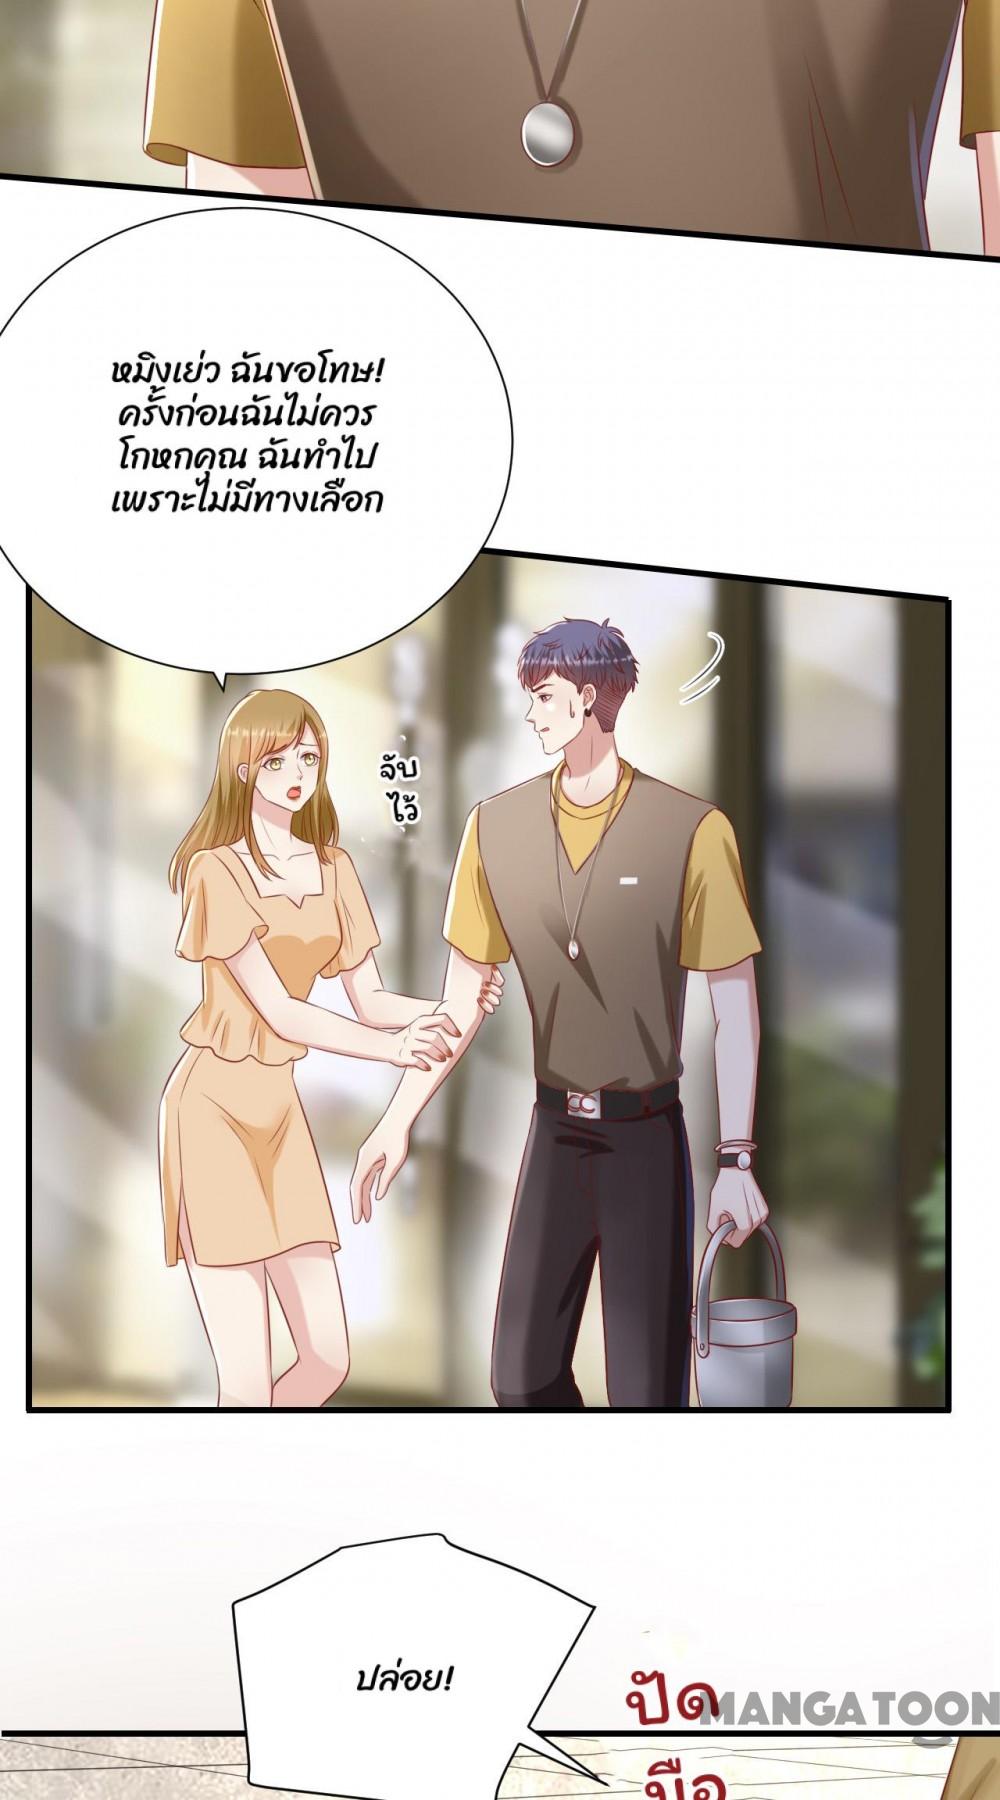 หมิงเย่ว ฉันขอโทษ!
ครั้งก่อนฉันไม่ควร
โกหกคุณ ฉันทำไป
เพราะไม่มีทางเลือก
จับ
ไว้
ปล่อย!
ปัด
MANGATOON
มือ